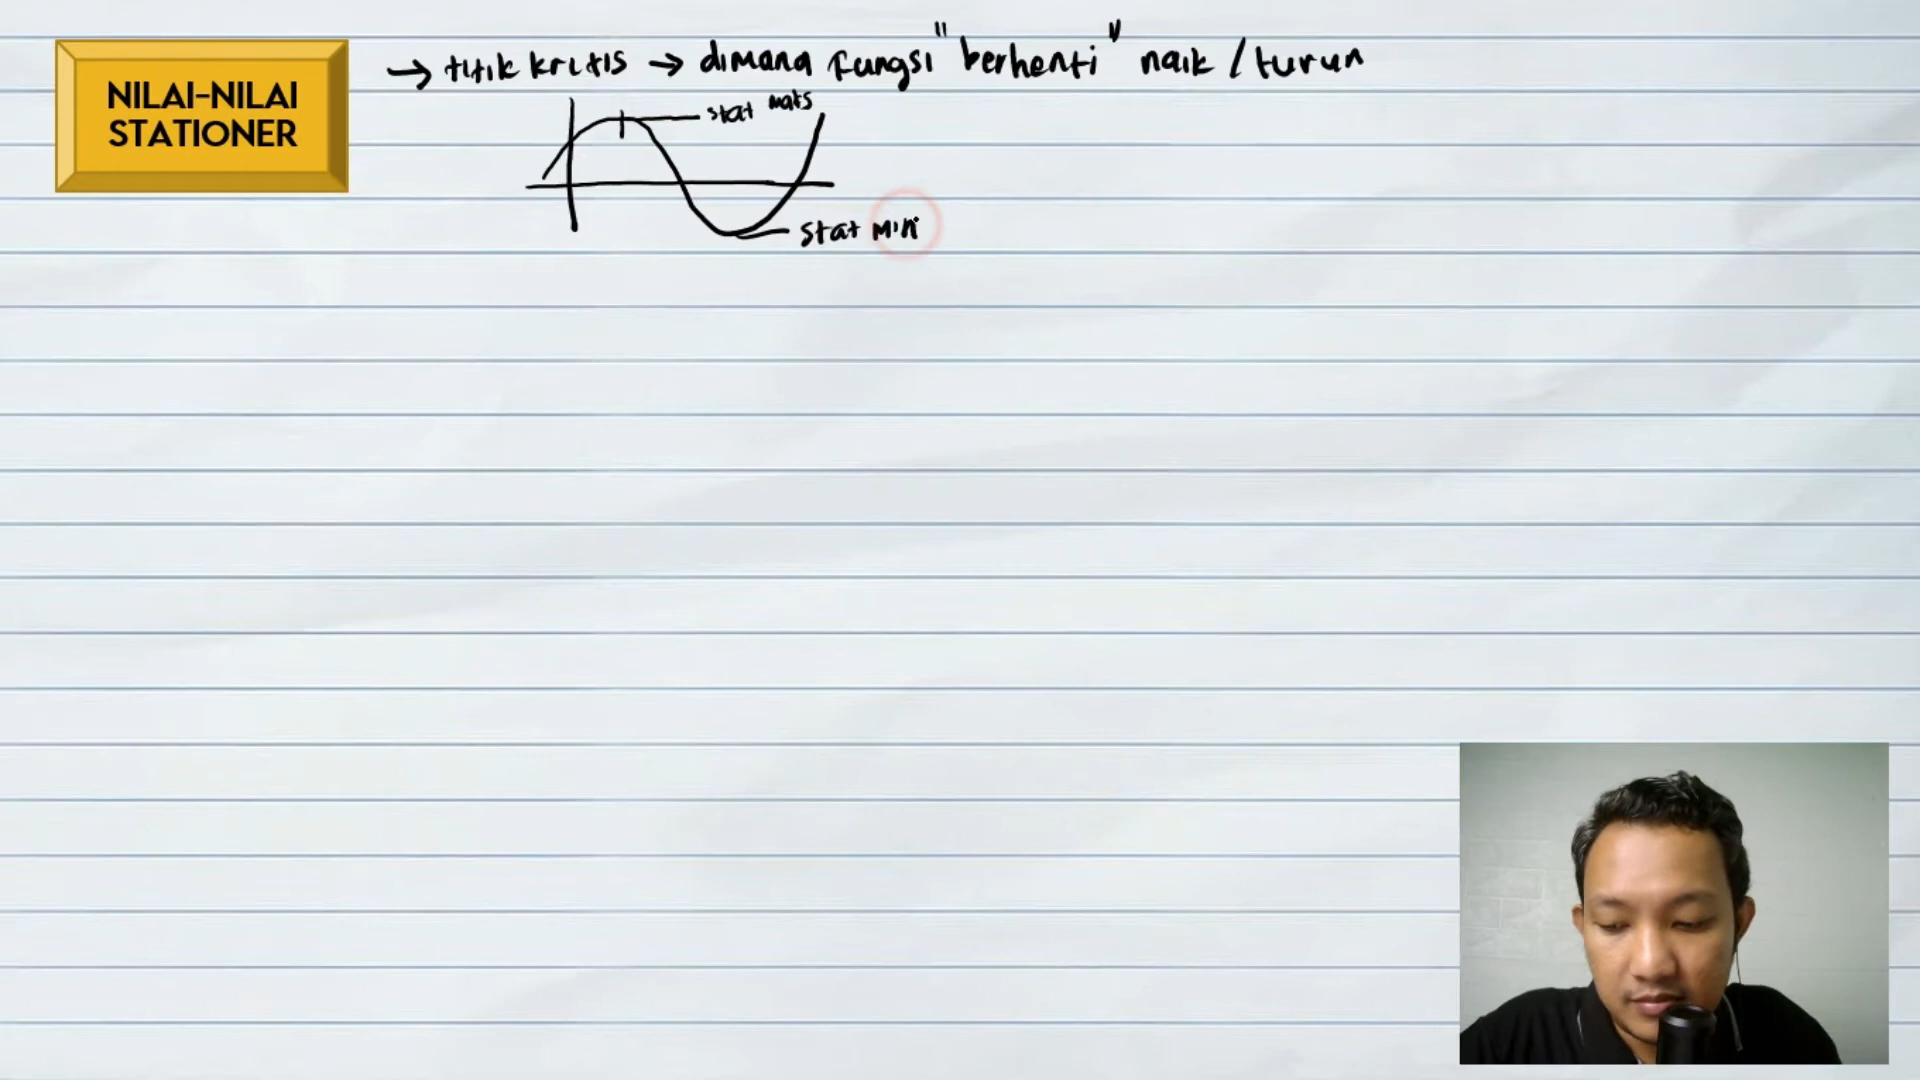 NILAI-NILAI
STATIONER
→ titik kritis → dimana fungsi "berhenti" naik / turun
stat maks
stat min